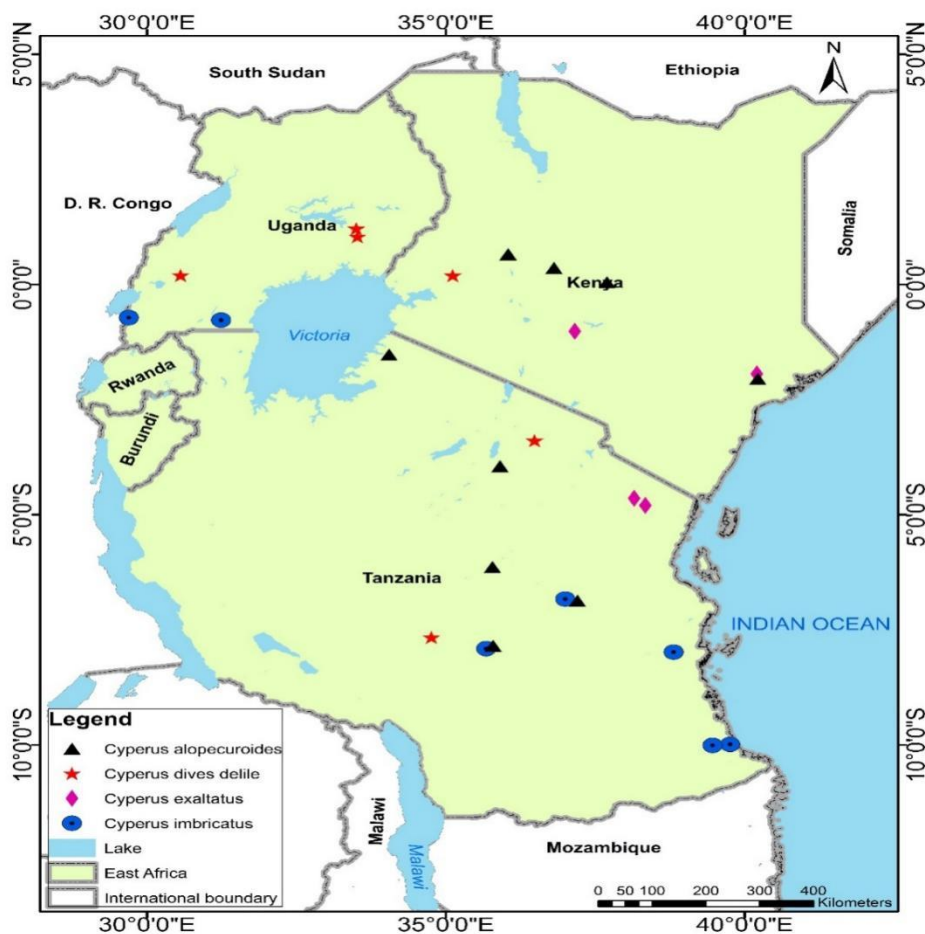 30°0'0"E 35°0'0"E 40°0'0"E
5°0'0"N
N
South Sudan
Ethiopia
D. R. Congo
Somalia
Uganda
Kenya
0°0'0"
0°0'0"
Victoria
Rwanda
Burundi
5°0'0"S
5°0'0"S
Tanzania
INDIAN OCEAN
10°0'0"S
10°0'0"S
5°0'0"N
Legend
Cyperus alopecuroides
Cyperus dives delile
Cyperus exaltatus
Cyperus imbricatus
Lake
East Africa
International boundary
Malawi
Malawi
Mozambique
0 50 100 200 300 400
Kilometers
30°0'0"E 35°0'0"E 40°0'0"E